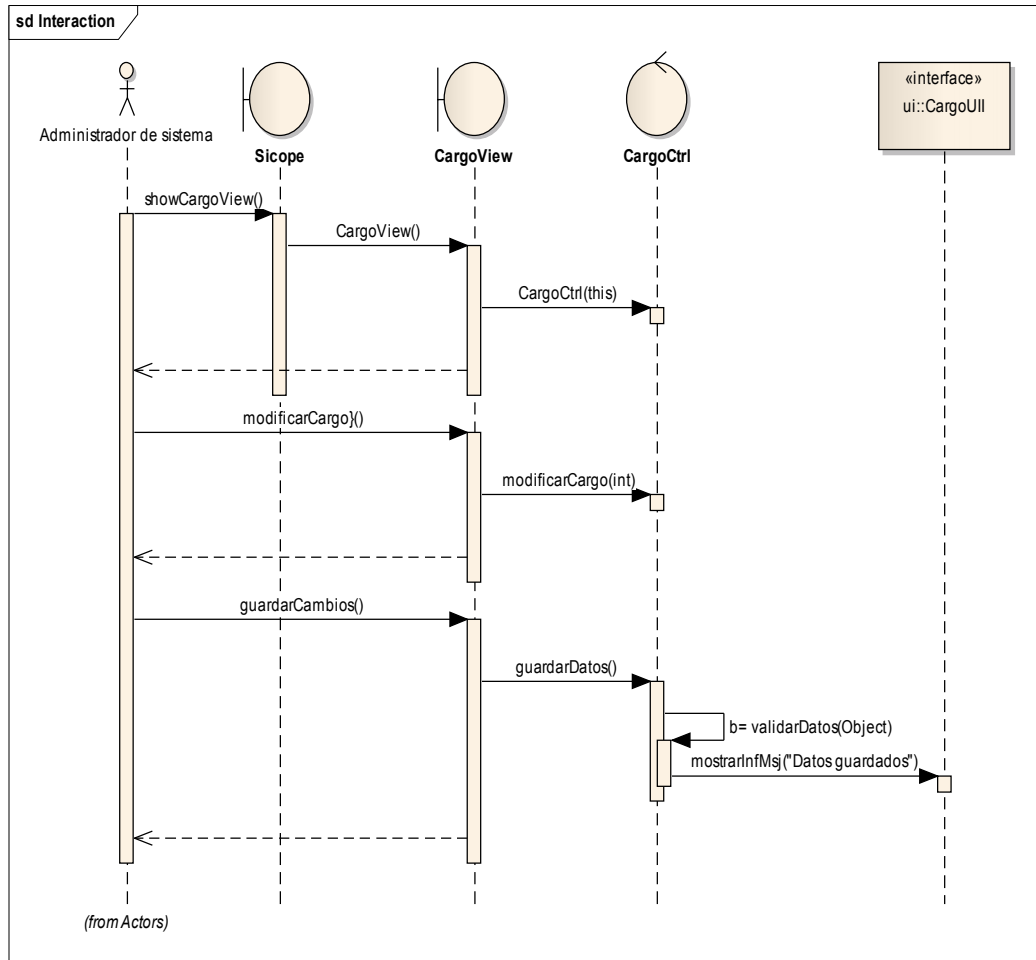 sd Interaction
«interface»
ui::CargoUII
Administrador de sistema
Sicope
CargoView
CargoCtrl
showCargoView()
CargoView()
CargoCtrl(this)
modificarCargo}()
modificarCargo(int)
guardarCambios()
guardarDatos()
b= validarDatos(Object)
mostrarInfMsj("Datos guardados")
(from Actors)